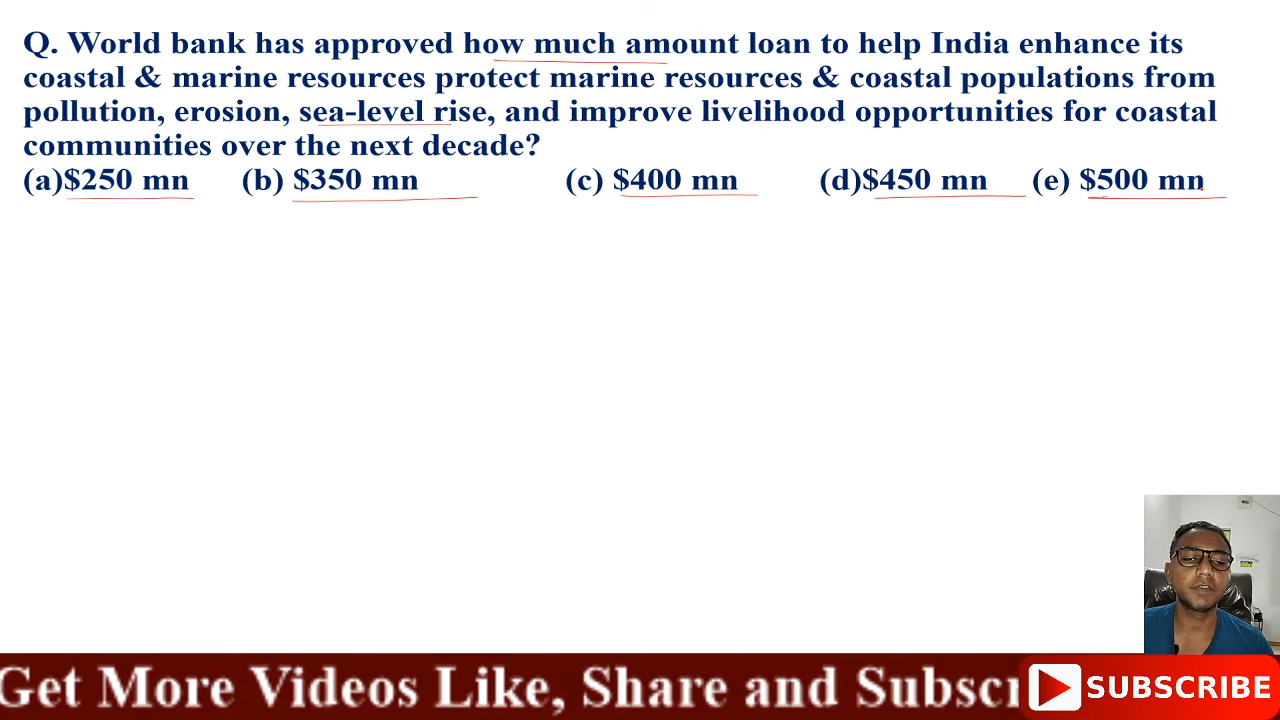 Q. World bank has approved how much amount loan to help India enhance its
coastal & marine resources protect marine resources & coastal populations from
pollution, erosion, sea-level rise, and improve livelihood opportunities for coastal
communities over the next decade?
(a)$250 mn (b) $350 mn (c) $400 mn (d)$450 mn (e) $500 mn
Get More Videos Like, Share and Subscr
SUBSCRIBE